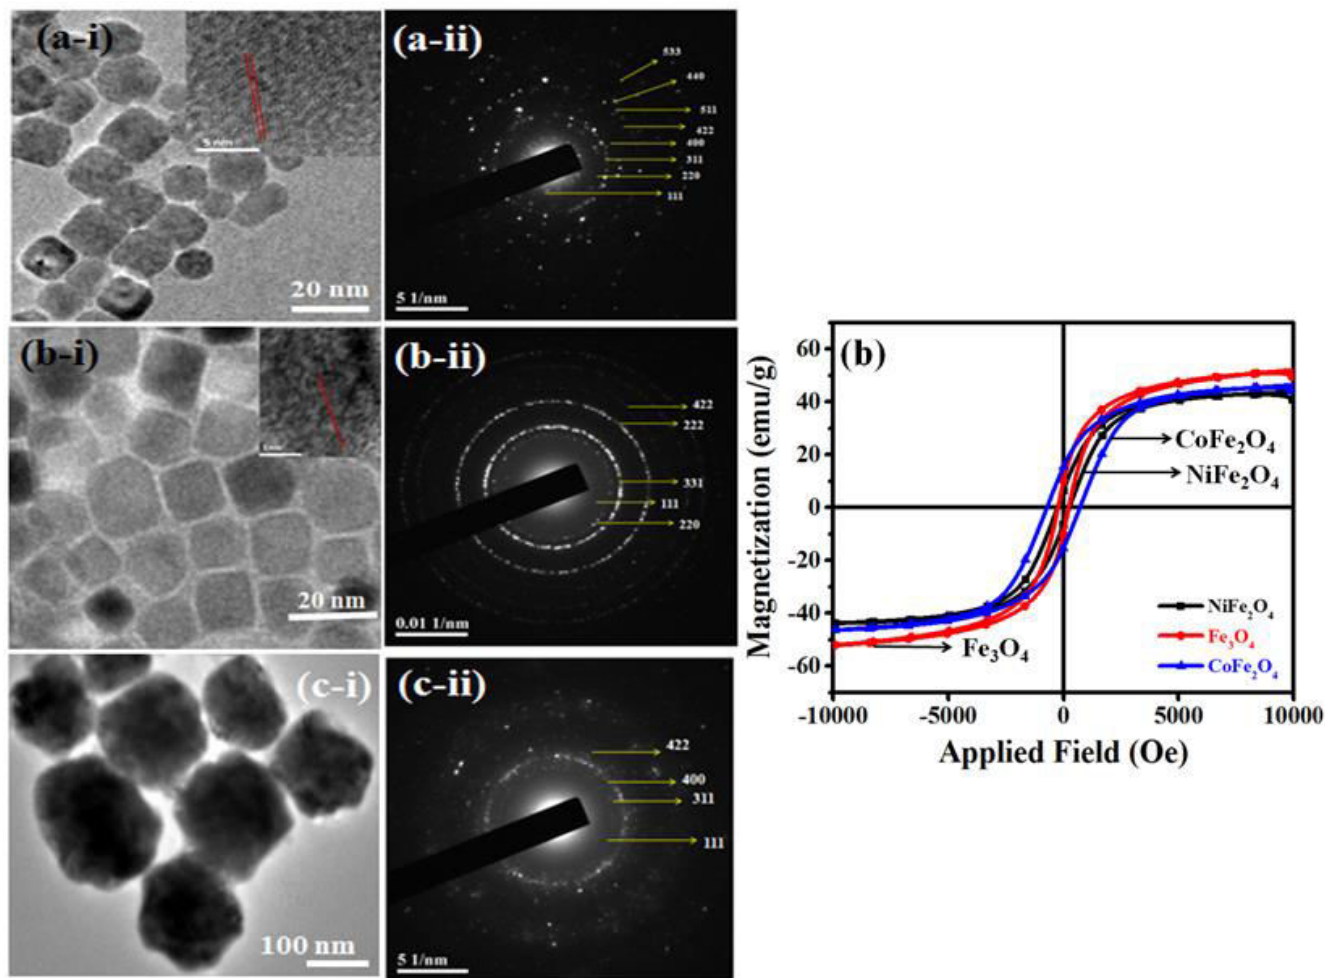 (a-i)
5 nm
20 nm
(a-ii)
533
440
511
422
400
311
220
111
5 1/nm
(b-i)
20 nm
(b-ii)
422
222
331
111
220
0.01 1/nm
(c-i)
100 nm
(c-ii)
422
400
311
111
5 1/nm
(b)
Magnetization (emu/g)
60
40
20
0
-20
-40
-60
CoFe₂O₄
NiFe₂O₄
Fe₃O₄
NiFe₂O₄
Fe₃O₄
CoFe₂O₄
-10000
-5000
0
5000
10000
Applied Field (Oe)